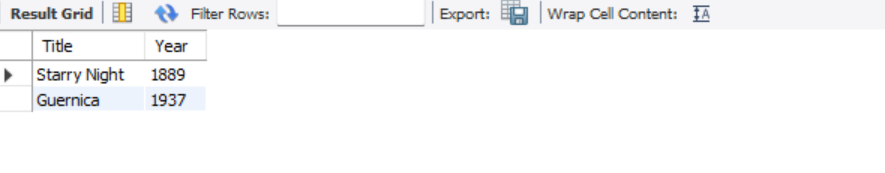 Result Grid Filter Rows: Export: Wrap Cell Content: A
Title Year
Starry Night 1889
Guernica 1937